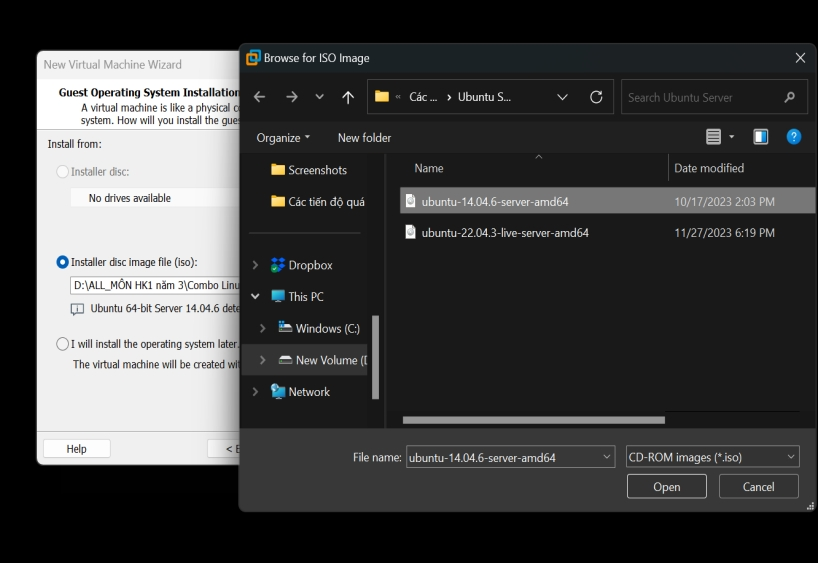 New Virtual Machine Wizard
Guest Operating System Installation
A virtual machine is like a physical
system. How will you install the
Install from:
Installer disc:
No drives available
Installer disc image file (iso):
D:\ALL_MÔN HK1 năm 3\Combo
Ubuntu 64-bit Server 14.04.6
I will install the operating system later.
The virtual machine will be created
Help
<
Browse for ISO Image
« Các ... › Ubuntu S...
Search Ubuntu Server
Organize
New folder
Screenshots
Các tiến độ quá
Dropbox
This PC
Windows (C:)
New Volume
Network
Name
Date modified
ubuntu-14.04.6-server-amd64
10/17/2023 2:03 PM
ubuntu-22.04.3-live-server-amd64
11/27/2023 6:19 PM
File name:
ubuntu-14.04.6-server-amd64
CD-ROM images (*.iso)
Open
Cancel